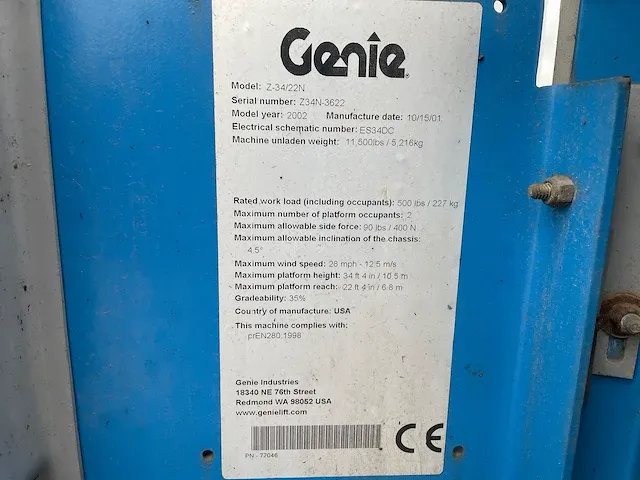 Genie
Model: Z-34/22N
Serial number: Z34N-3622
Model year: 2002 Manufacture date: 10/15/01
Electrical schematic number: ES34DC
Machine unladen weight: 11,500lbs / 5,216kg
Rated work load (including occupants): 500 lbs / 227 kg
Maximum number of platform occupants: 2
Maximum allowable side force: 90 lbs / 400 N
Maximum allowable inclination of the chassis:
4.5°
Maximum wind speed: 28 mph - 12.5 m/s
Maximum platform height: 34 ft 4 in / 10.5 m
Maximum platform reach: 22 ft 4 in / 6.8 m
Gradeability: 35%
Country of manufacture: USA
This machine complies with:
prEN280:1998
Genie Industries
18340 NE 76th Street
Redmond WA 98052 USA
www.genielift.com
PN - 77046
CE